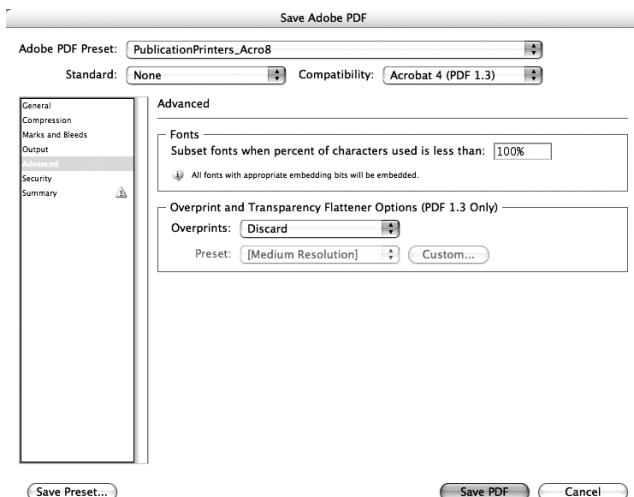 Save Adobe PDF
Adobe PDF Preset: PublicationPrinters_Acro8
Standard: None Compatibility: Acrobat 4 (PDF 1.3)
General
Compression
Marks and Bleeds
Output
Advanced
Security
Summary
Advanced
Fonts
Subset fonts when percent of characters used is less than: 100%
All fonts with appropriate embedding bits will be embedded.
Overprint and Transparency Flattener Options (PDF 1.3 Only)
Overprints: Discard
Preset: [Medium Resolution] Custom...
Save Preset... Save PDF Cancel